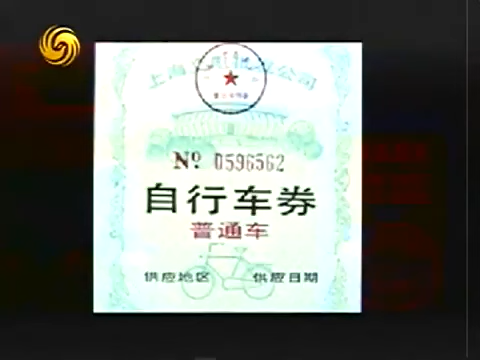 上海
公司
Nº 0596562
自行车券
普通车
供应地区 供应日期